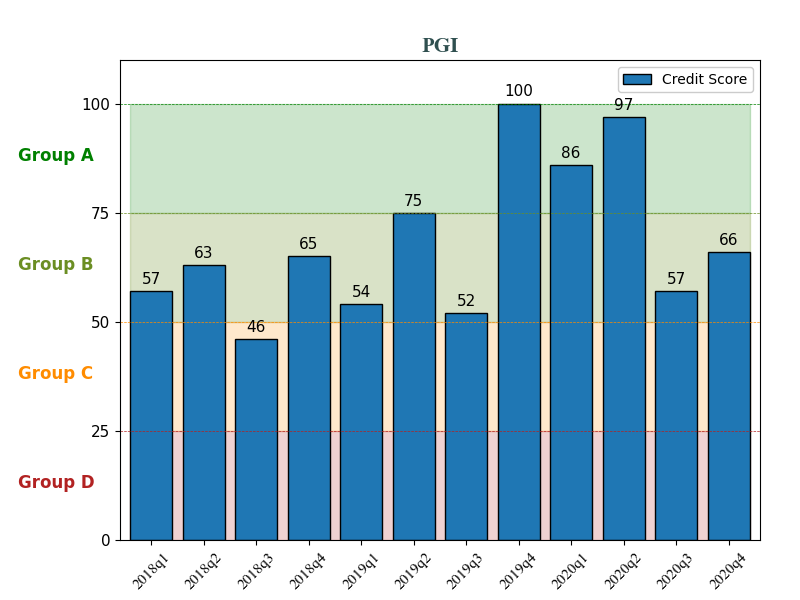 PGI
Credit Score
100
75
50
25
0
Group A
Group B
Group C
Group D
57
63
46
65
54
75
52
100
86
97
57
66
2018q1
2018q2
2018q3
2018q4
2019q1
2019q2
2019q3
2019q4
2020q1
2020q2
2020q3
2020q4